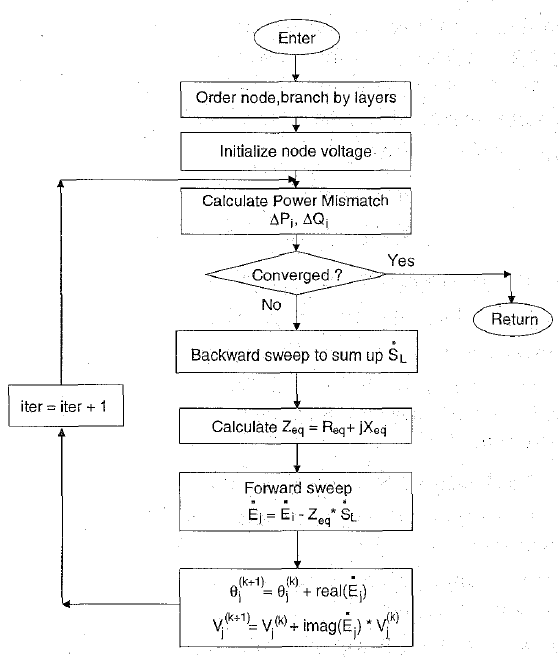 Enter
Order node,branch by layers
Initialize node voltage
Calculate Power Mismatch
ΔPⱼ, ΔQⱼ
Converged ?
Yes
No
Return
Backward sweep to sum up Ṡ_L
iter = iter + 1
Calculate Z_eq = R_eq + jX_eq
Forward sweep
Ė_j = Ė_i - Z_eq* Ṡ_L
θ_j^(k+1) = θ_j^(k) + real(Ė_j)
V_j^(k+1) = V_j^(k) + imag(Ė_j) * V_j^(k)